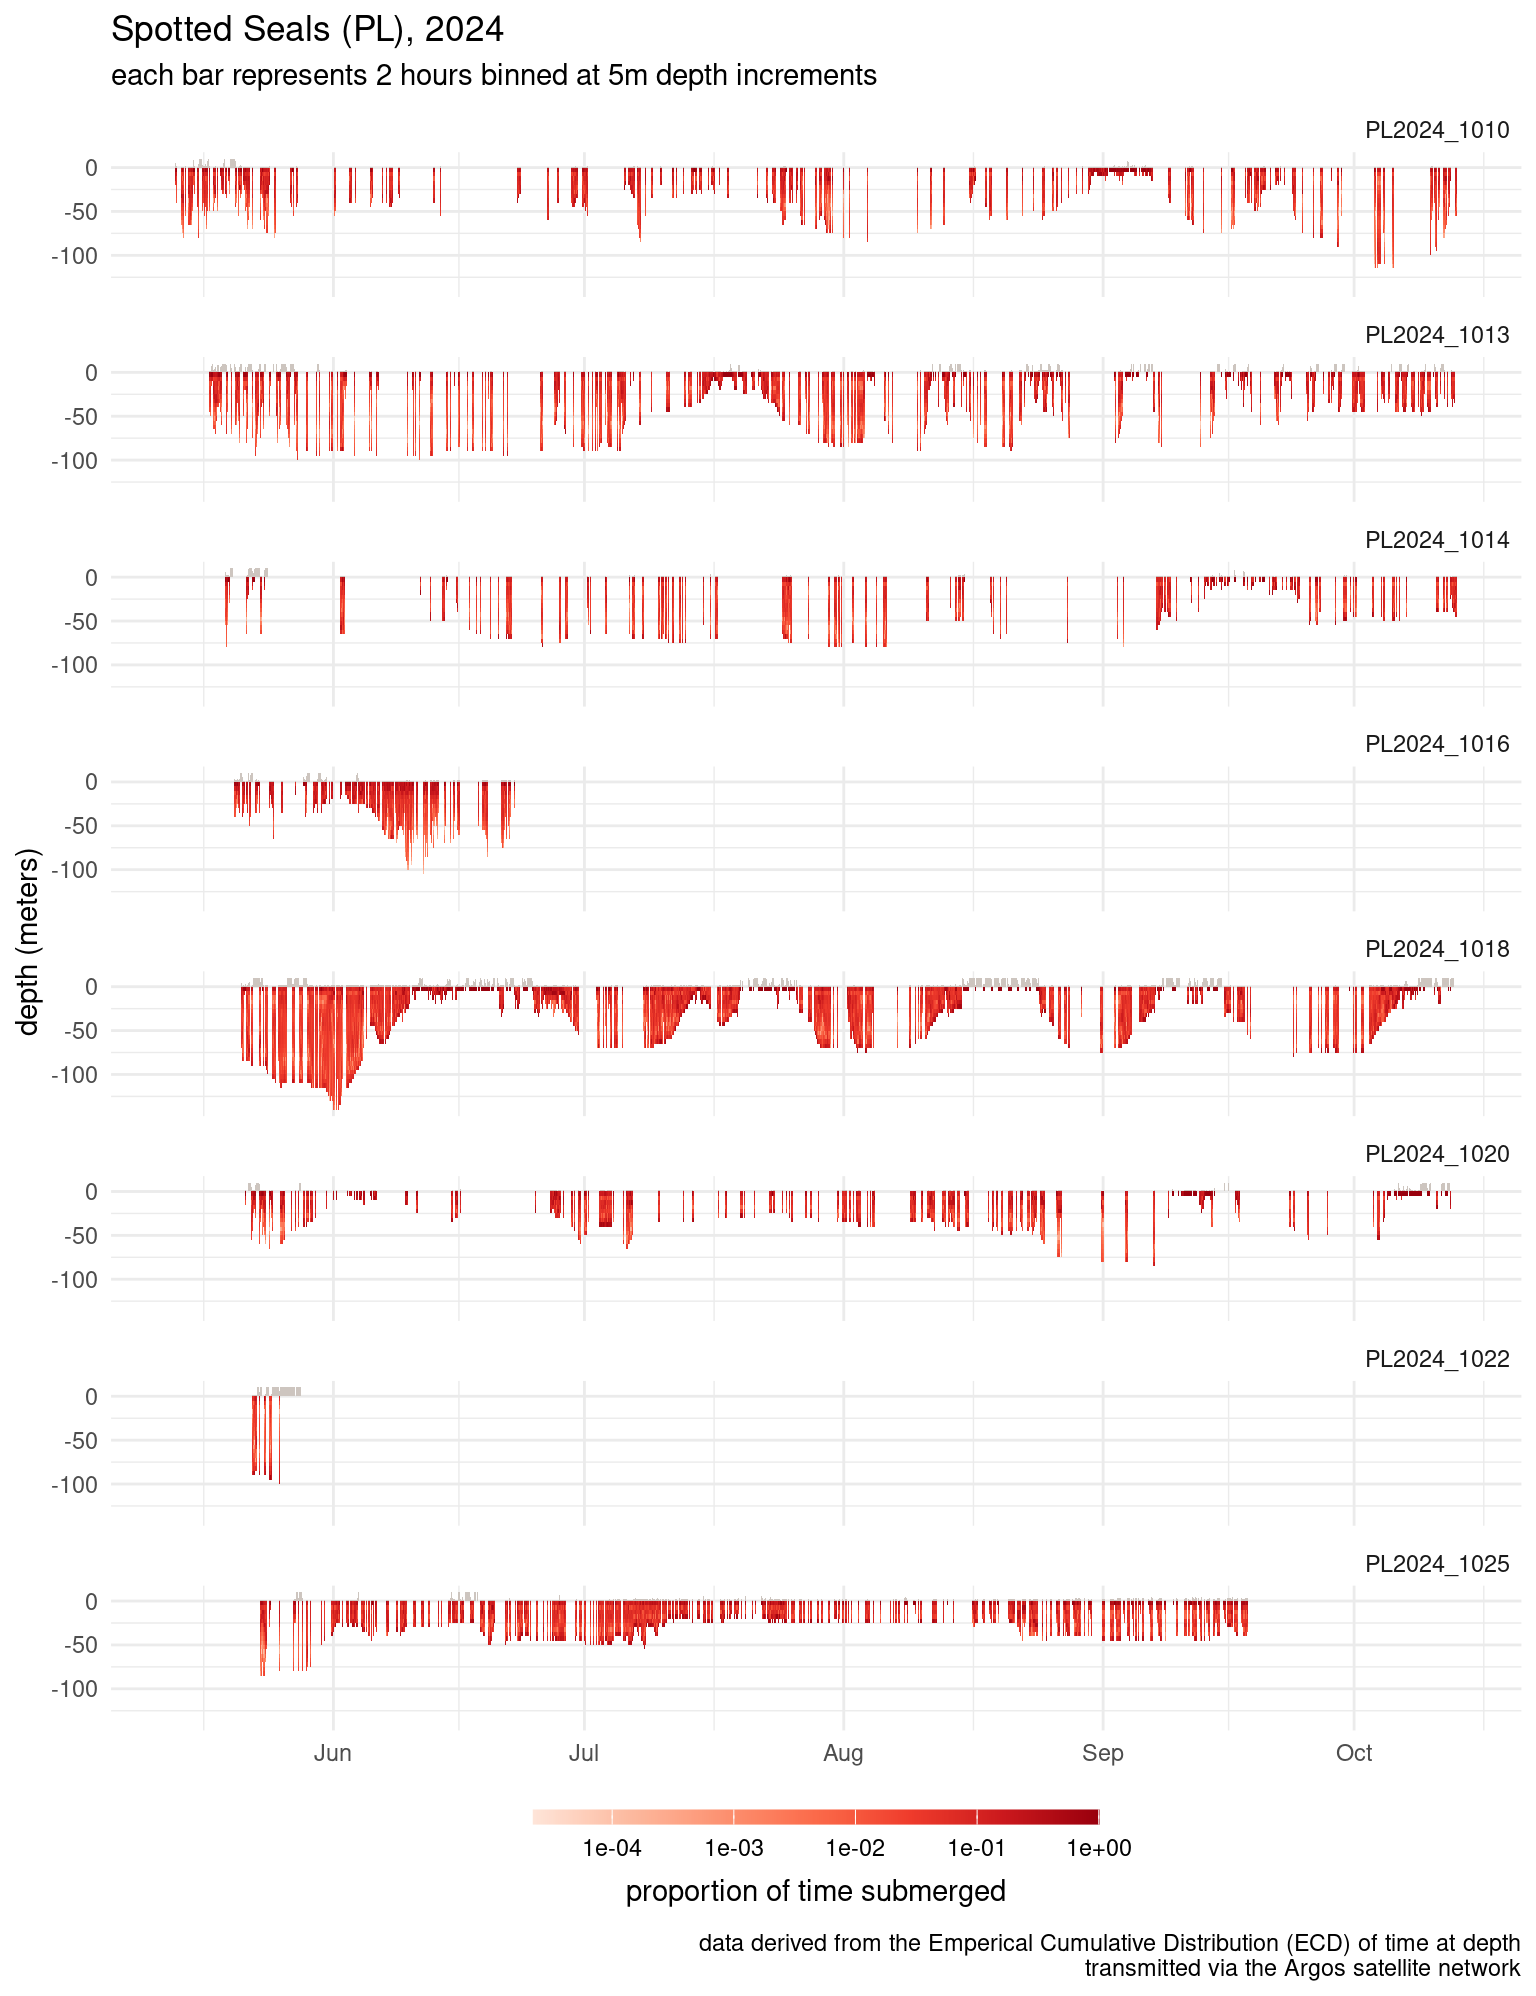 Spotted Seals (PL), 2024
each bar represents 2 hours binned at 5m depth increments
PL2024_1010
0
-50
-100
PL2024_1013
0
-50
-100
PL2024_1014
0
-50
-100
PL2024_1016
0
-50
-100
depth (meters)
PL2024_1018
0
-50
-100
PL2024_1020
0
-50
-100
PL2024_1022
0
-50
-100
PL2024_1025
0
-50
-100
Jun Jul Aug Sep Oct
1e-04 1e-03 1e-02 1e-01 1e+00
proportion of time submerged
data derived from the Emperical Cumulative Distribution (ECD) of time at depth
transmitted via the Argos satellite network